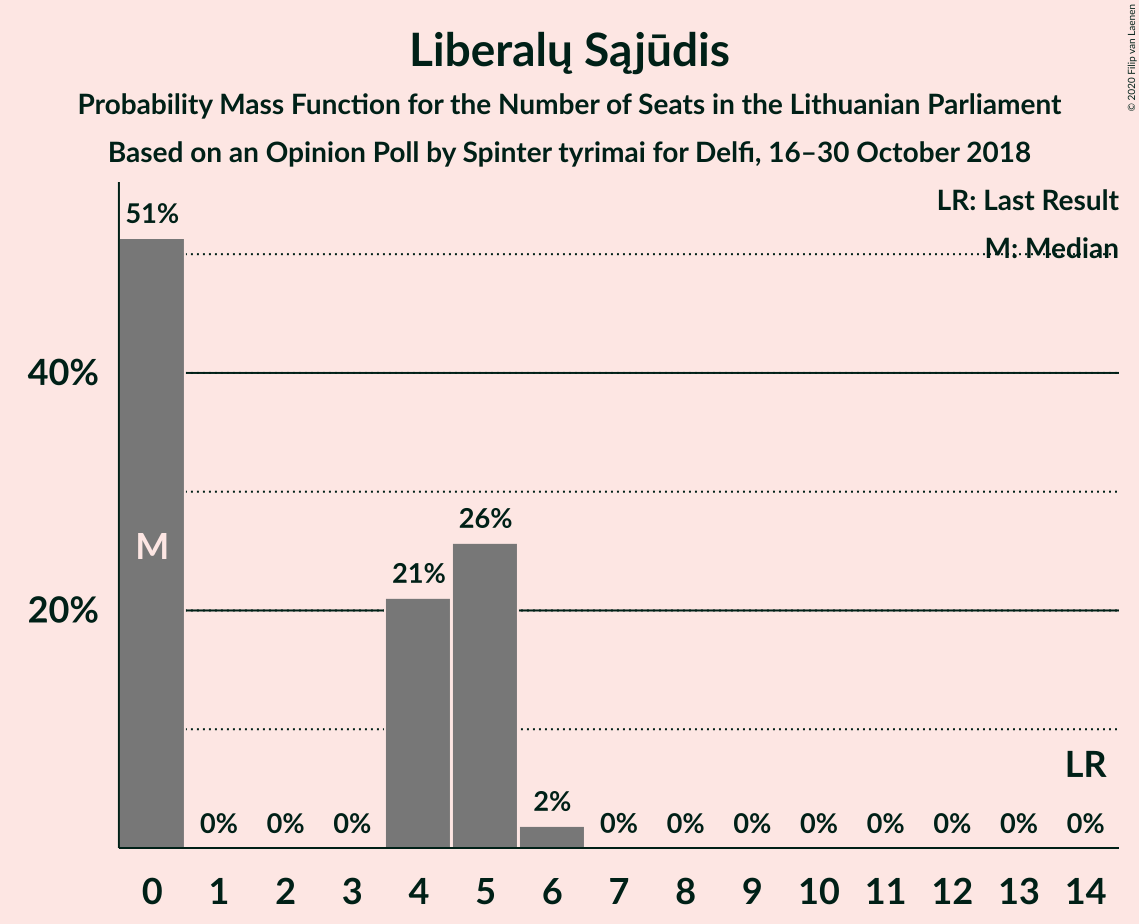 Liberalų Sąjūdis
Probability Mass Function for the Number of Seats in the Lithuanian Parliament
Based on an Opinion Poll by Spinter tyrimai for Delfi, 16–30 October 2018
© 2020 Filip van Laenen
LR: Last Result
M: Median
51%
40%
26%
M
21%
20%
LR
2%
0% 0% 0% 0% 0% 0% 0% 0% 0% 0% 0%
0 1 2 3 4 5 6 7 8 9 10 11 12 13 14